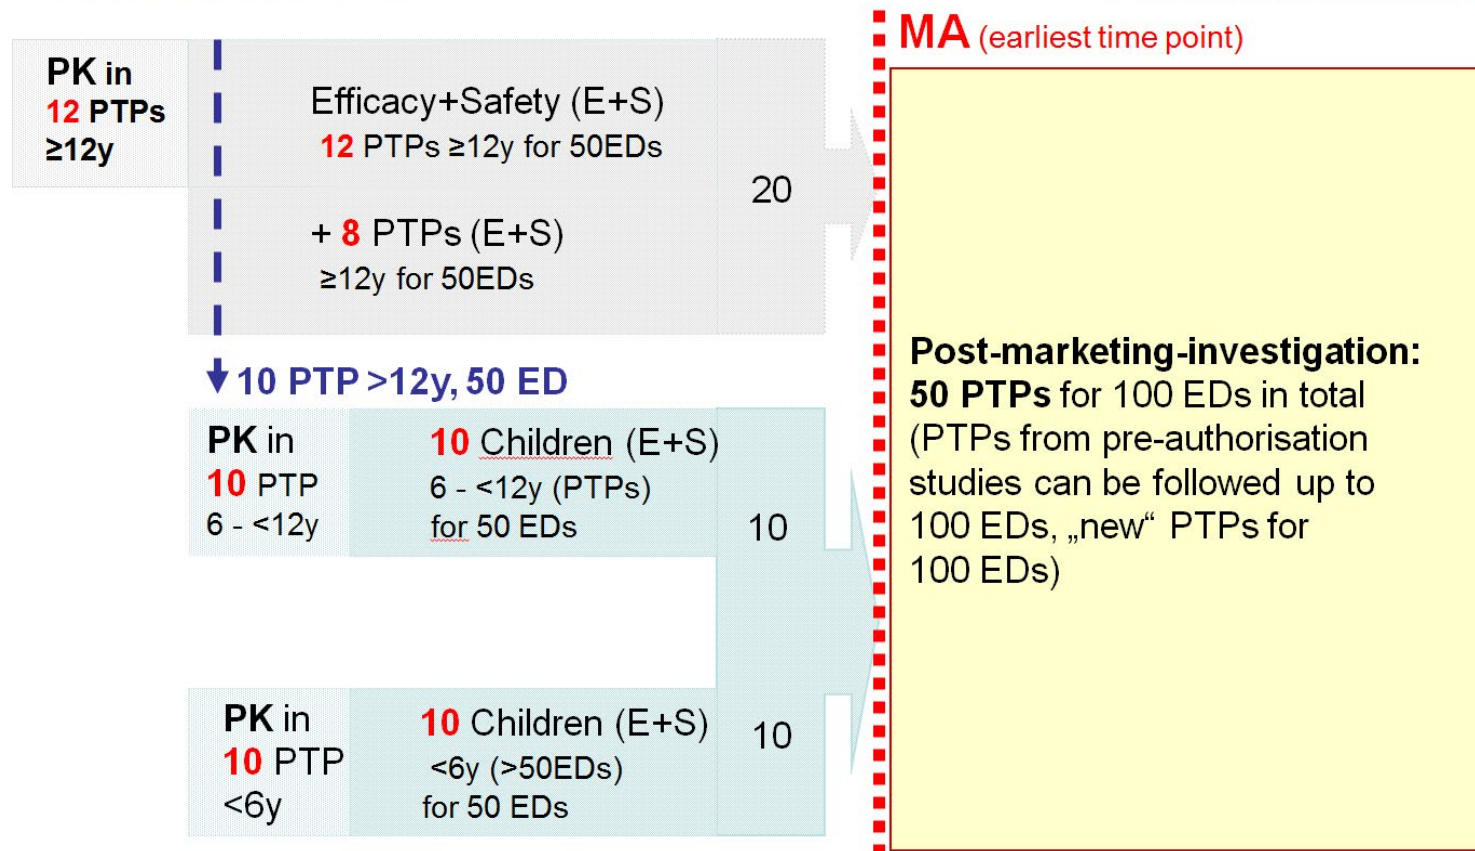 MA (earliest time point)
PK in
12 PTPs
≥12y
Efficacy+Safety (E+S)
12 PTPs ≥12y for 50EDs
+ 8 PTPs (E+S)
≥12y for 50EDs
20
10 PTP >12y, 50 ED
PK in
10 PTP
6 - <12y
10 Children (E+S)
6 - <12y (PTPs)
for 50 EDs
10
PK in
10 PTP
<6y
10 Children (E+S)
<6y (>50EDs)
for 50 EDs
10
Post-marketing-investigation:
50 PTPs for 100 EDs in total
(PTPs from pre-authorisation
studies can be followed up to
100 EDs, „new“ PTPs for
100 EDs)